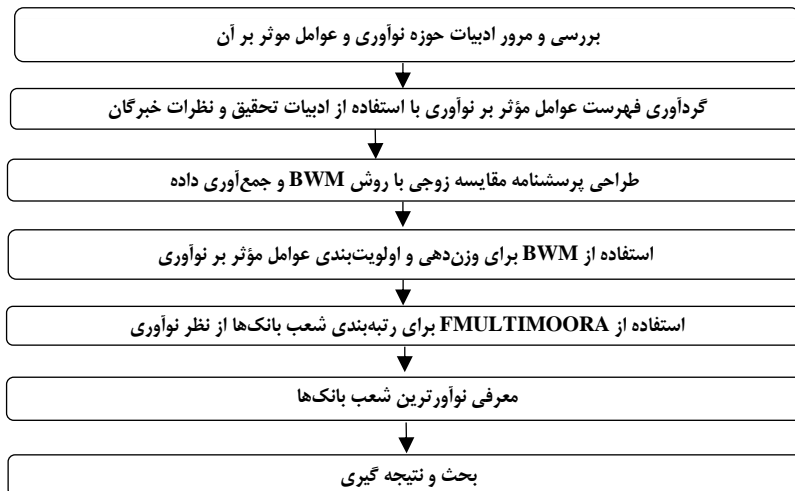 بررسی و مرور ادبیات حوزه نوآوری و عوامل موثر بر آن
گردآوری فهرست عوامل مؤثر بر نوآوری با استفاده از ادبیات تحقیق و نظرات خبرگان
طراحی پرسشنامه مقایسه زوجی با روش BWM و جمع‌آوری داده
استفاده از BWM برای وزن‌دهی و اولویت‌بندی عوامل مؤثر بر نوآوری
استفاده از FMULTIMOORA برای رتبه‌بندی شعب بانک‌ها از نظر نوآوری
معرفی نوآورترین شعب بانک‌ها
بحث و نتیجه گیری